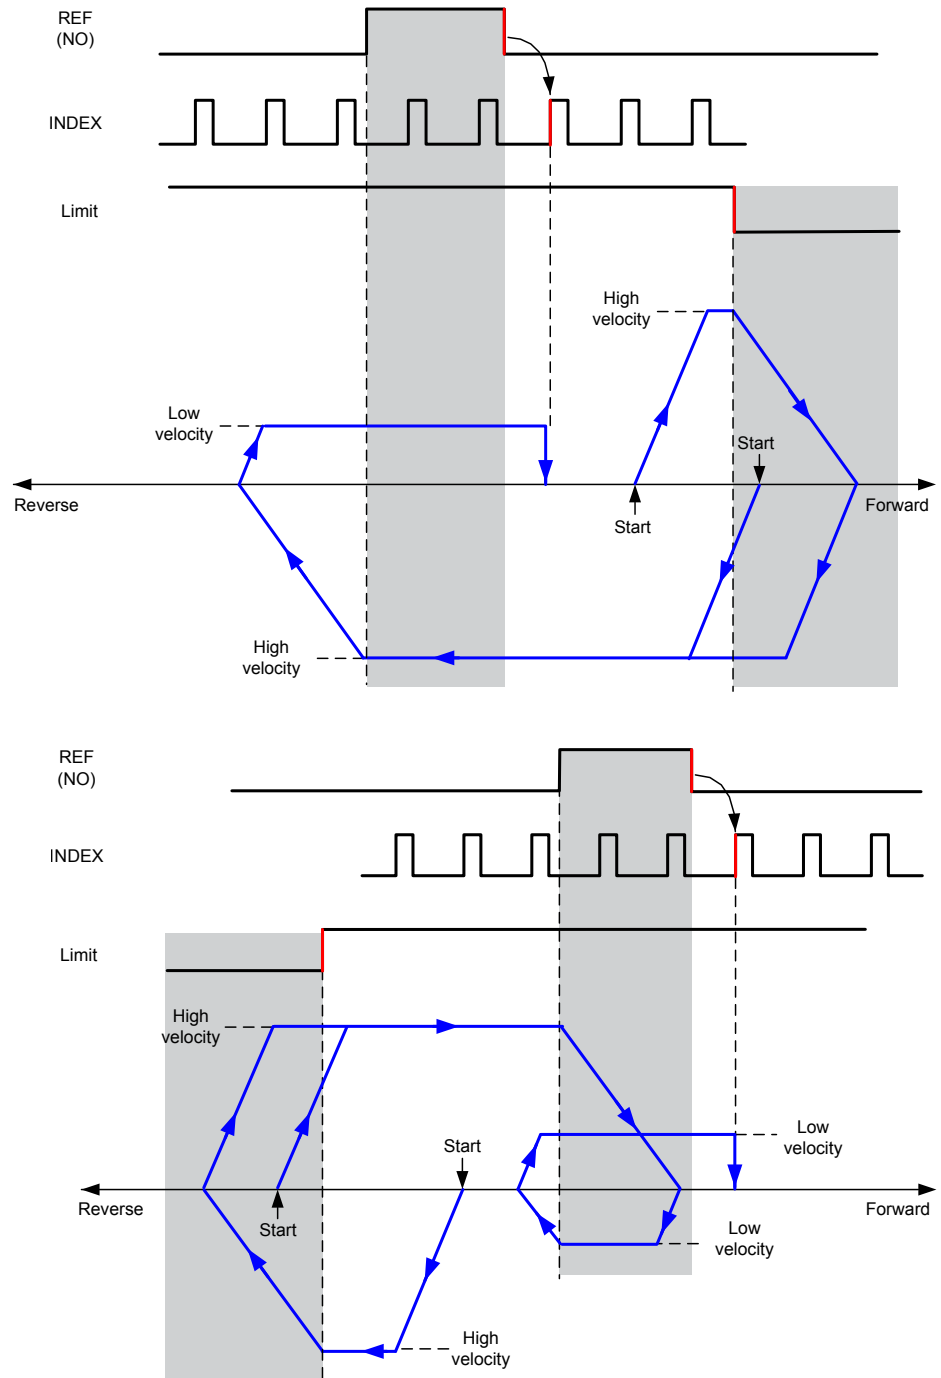 REF
(NO)
INDEX
Limit
High
velocity
Low
velocity
Start
Reverse
Forward
Start
High
velocity
REF
(NO)
INDEX
Limit
High
velocity
Low
velocity
Start
Reverse
Forward
Start
Low
velocity
High
velocity